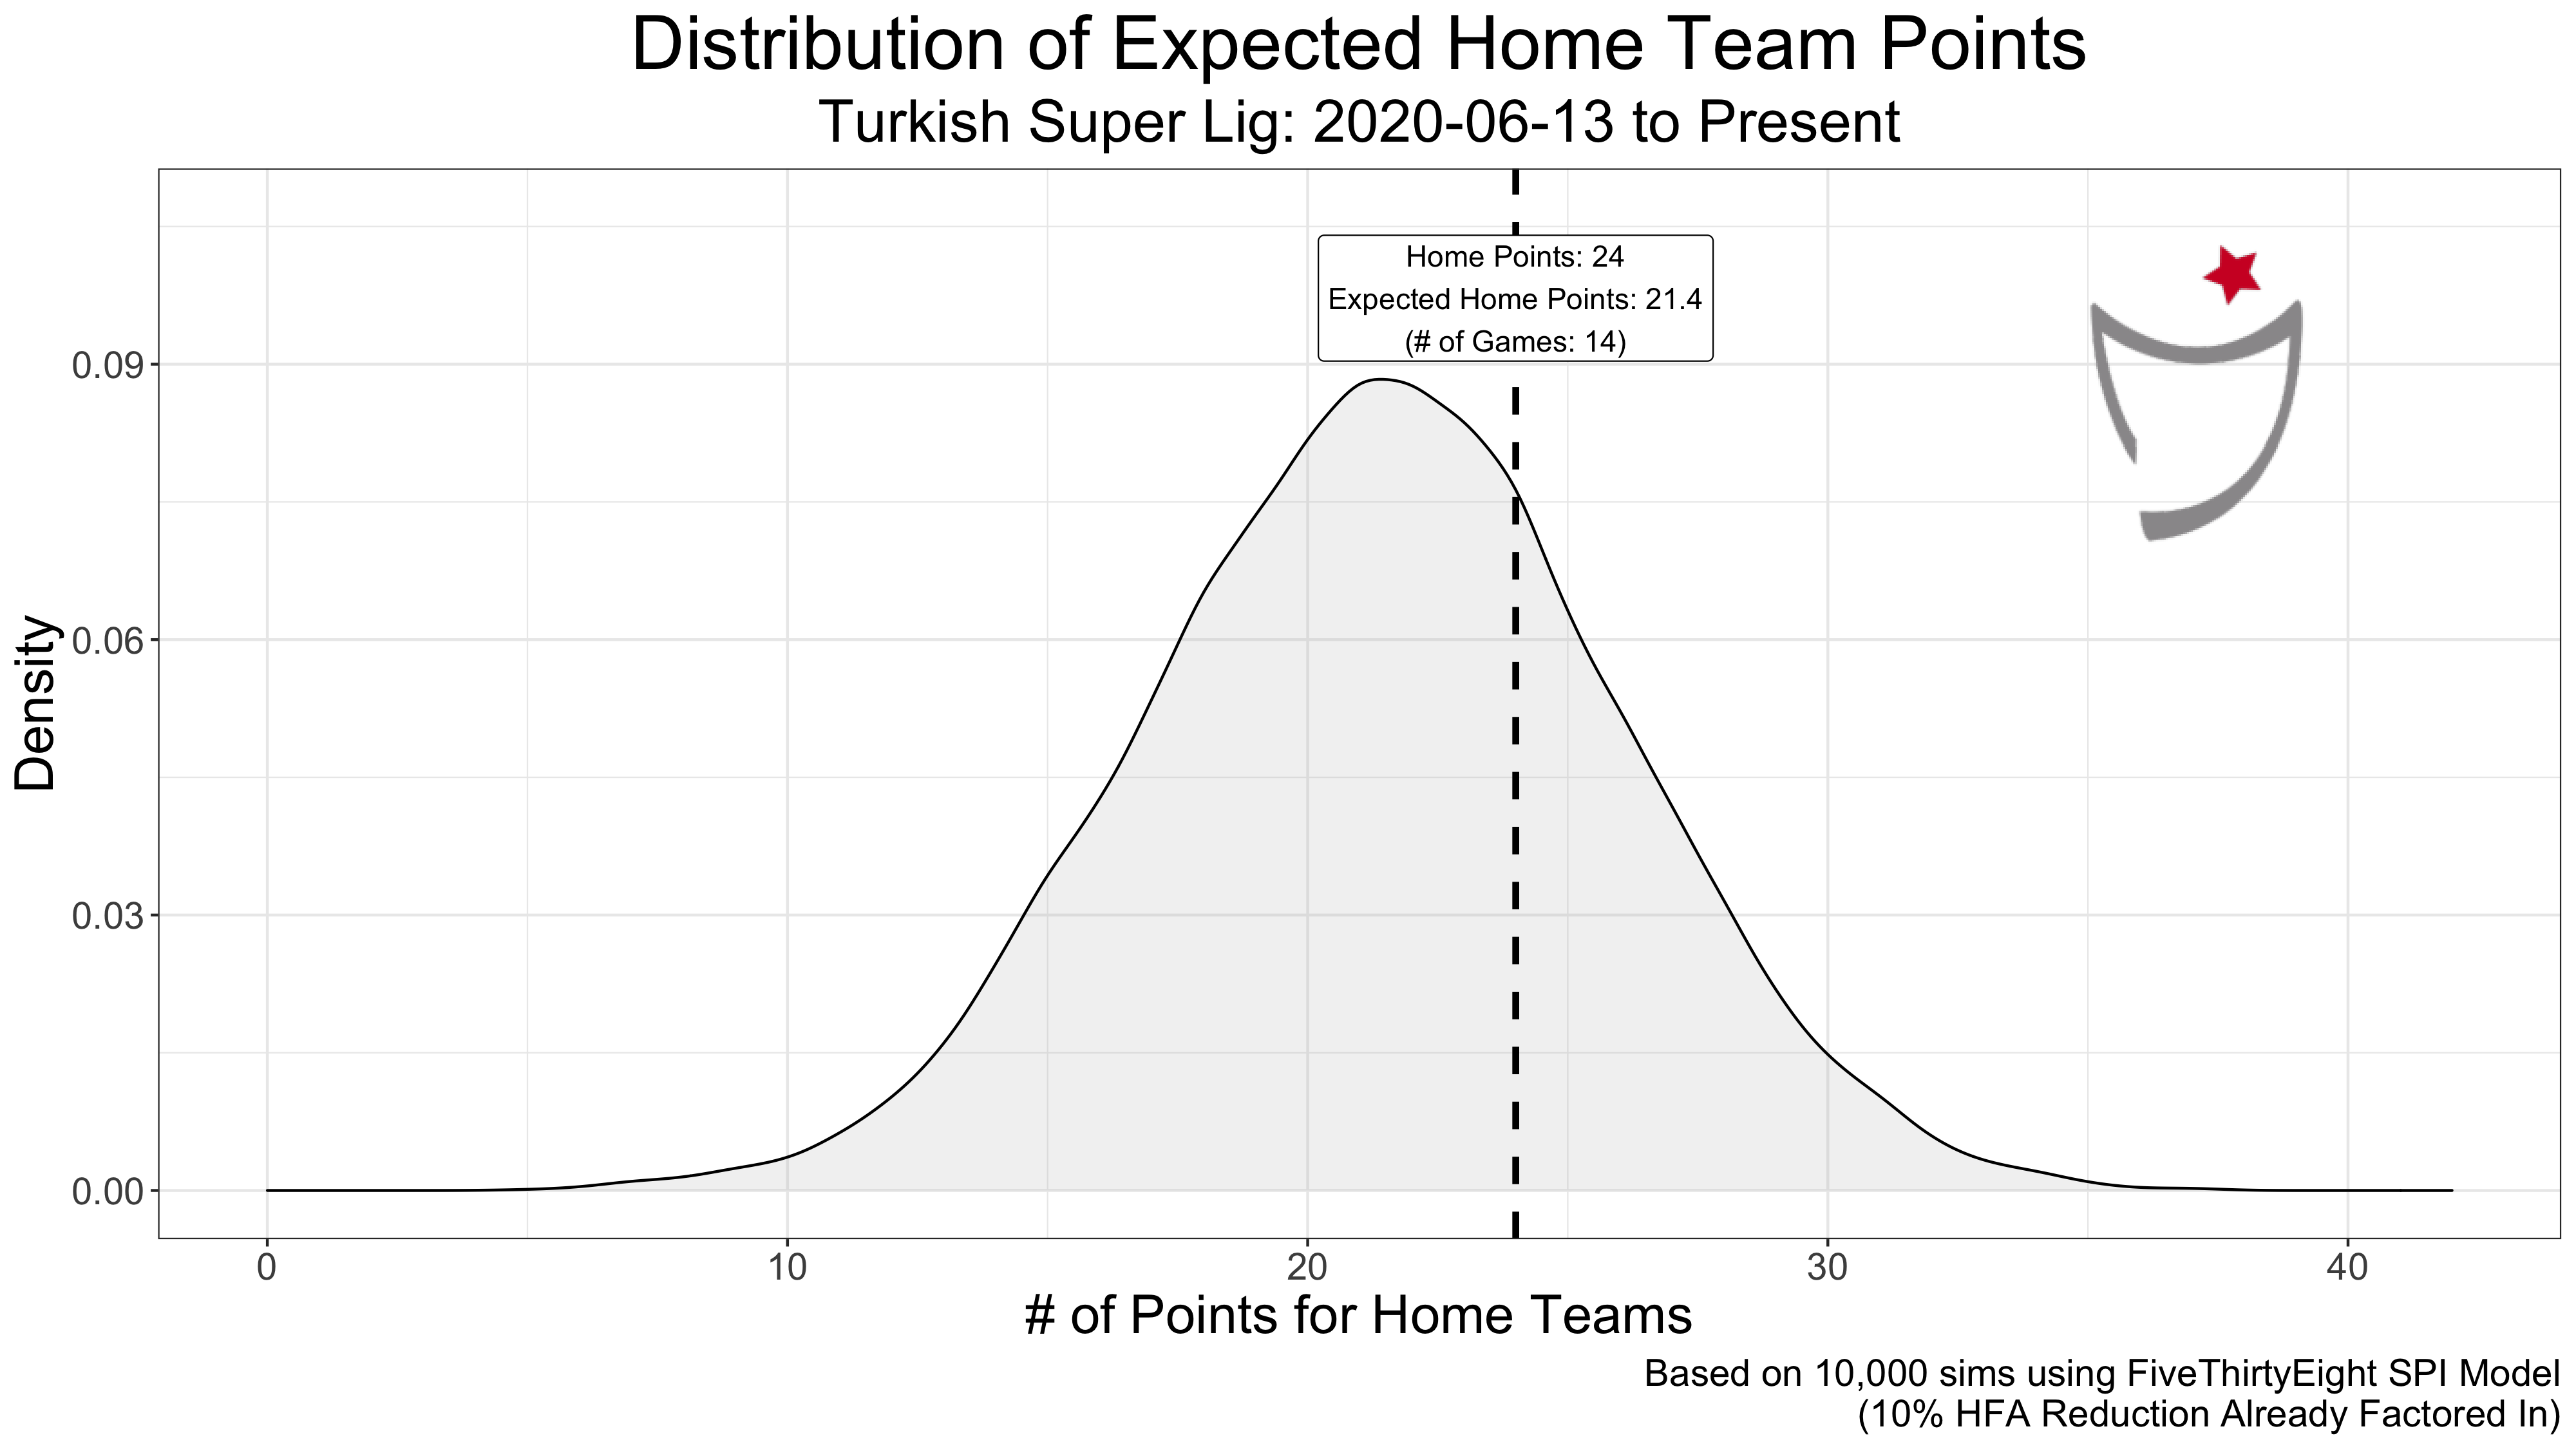 Distribution of Expected Home Team Points
Turkish Super Lig: 2020-06-13 to Present
Home Points: 24
Expected Home Points: 21.4
(# of Games: 14)
Density
0.09
0.06
0.03
0.00
0 10 20 30 40
# of Points for Home Teams
Based on 10,000 sims using FiveThirtyEight SPI Model
(10% HFA Reduction Already Factored In)